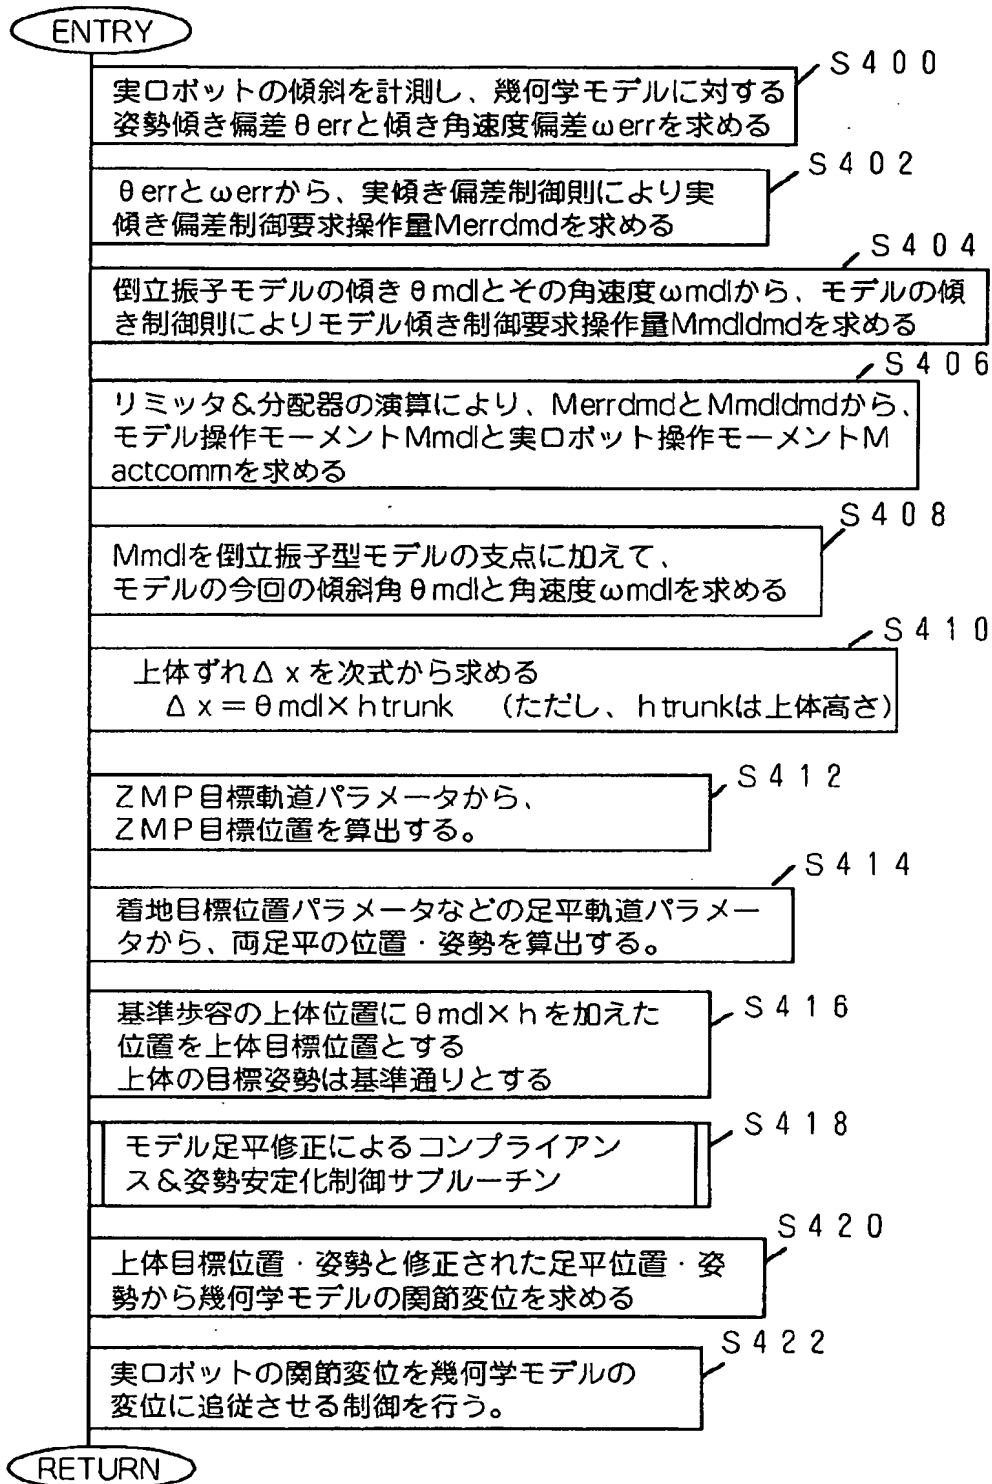 ENTRY
S400
実ロボットの傾斜を計測し、幾何学モデルに対する
姿勢傾き偏差θerrと傾き角速度偏差ωerrを求める
S402
θerrとωerrから、実傾き偏差制御則により実
傾き偏差制御要求操作量Merrdmdを求める
S404
倒立振子モデルの傾きθmdlとその角速度ωmdlから、モデルの傾
き制御則によりモデル傾き制御要求操作量Mmdldmdを求める
S406
リミッタ&分配器の演算により、MerrdmdとMmdldmdから、
モデル操作モーメントMmdlと実ロボット操作モーメントM
actcommを求める
S408
Mmdlを倒立振子型モデルの支点に加えて、
モデルの今回の傾斜角θmdlと角速度ωmdlを求める
S410
上体ずれΔxを次式から求める
Δx=θmdl×htrunk (ただし、htrunkは上体高さ)
S412
ZMP目標軌道パラメータから、
ZMP目標位置を算出する。
S414
着地目標位置パラメータなどの足平軌道パラメー
タから、両足平の位置・姿勢を算出する。
S416
基準歩容の上体位置にθmdl×hを加えた
位置を上体目標位置とする
上体の目標姿勢は基準通りとする
S418
モデル足平修正によるコンプライアン
ス&姿勢安定化制御サブルーチン
S420
上体目標位置・姿勢と修正された足平位置・姿
勢から幾何学モデルの関節変位を求める
S422
実ロボットの関節変位を幾何学モデルの
変位に追従させる制御を行う。
RETURN